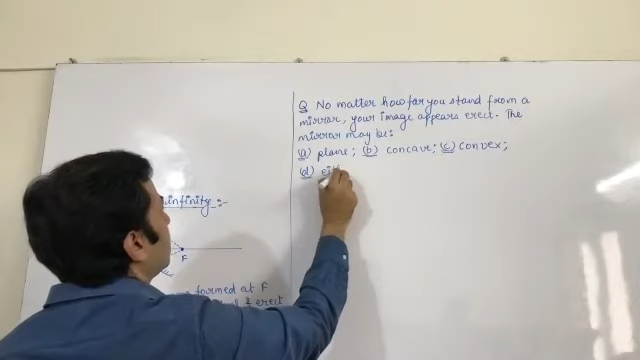 infinity :-
F
formed at F
& erect
Q No matter how far you stand from a
mirror, your image appears erect. The
mirror may be:
(a) plane; (b) concave; (c) convex;
(d) eit